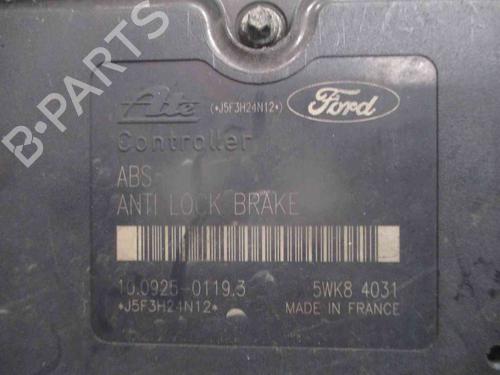 B-PARTS
Ate (*J5F3H24N12*) Ford
Controller
ABS
ANTI LOCK BRAKE
10.0925-0119.3 5WK8 4031
*J5F3H24N12* MADE IN FRANCE